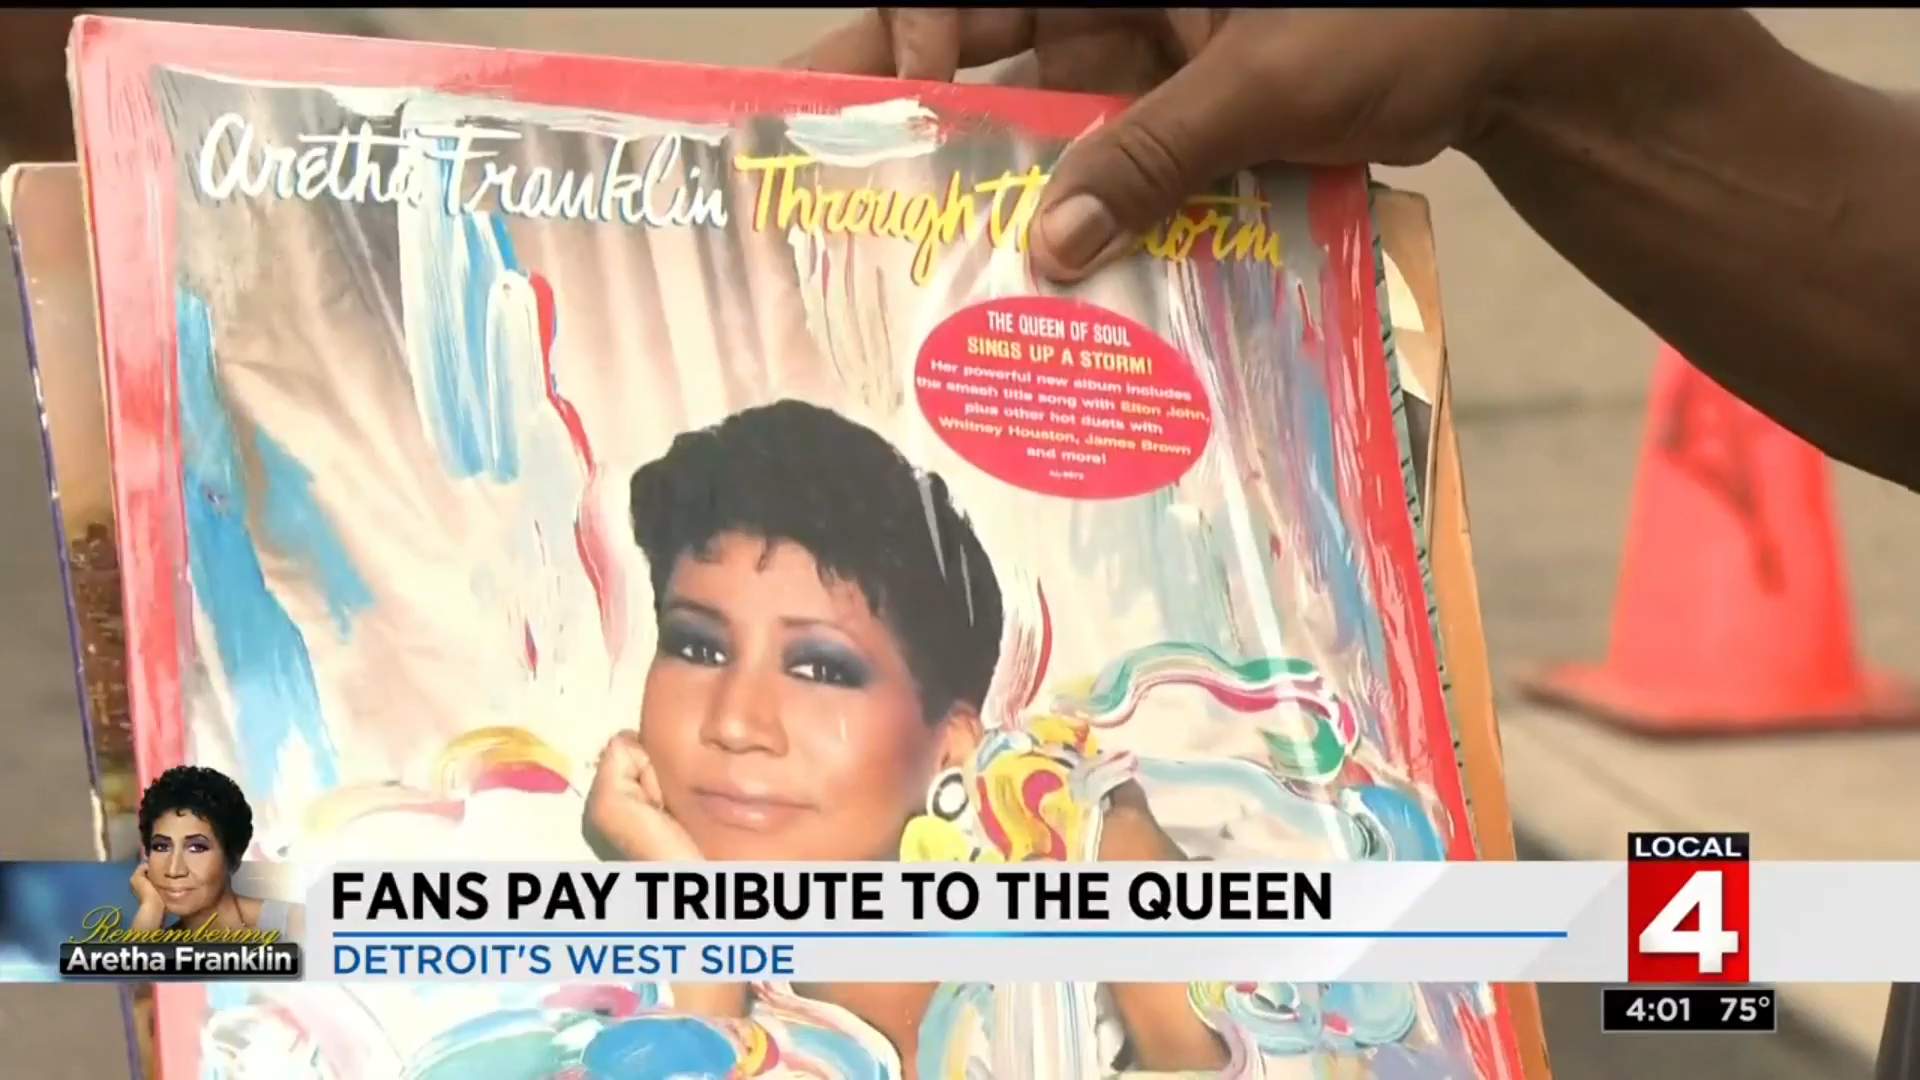 Aretha Franklin Through th orm
THE QUEEN OF SOUL
SINGS UP A STORM!
Her powerful new album includes
the smash title song with Elton John,
plus other hot duets with
Whitney Houston, James Brown
and more!
Remembering
Aretha Franklin
FANS PAY TRIBUTE TO THE QUEEN
DETROIT'S WEST SIDE
LOCAL
4
4:01 75°